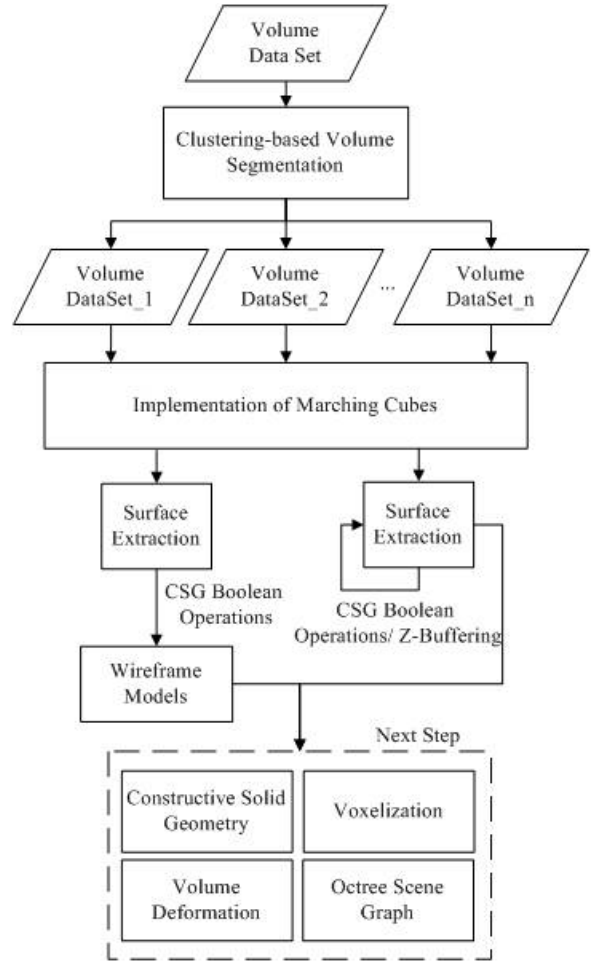 Volume
Data Set
Clustering-based Volume
Segmentation
Volume
DataSet_1
Volume
DataSet_2
...
Volume
DataSet_n
Implementation of Marching Cubes
Surface
Extraction
Surface
Extraction
CSG Boolean
Operations
CSG Boolean
Operations/ Z-Buffering
Wireframe
Models
Next Step
Constructive Solid
Geometry
Voxelization
Volume
Deformation
Octree Scene
Graph